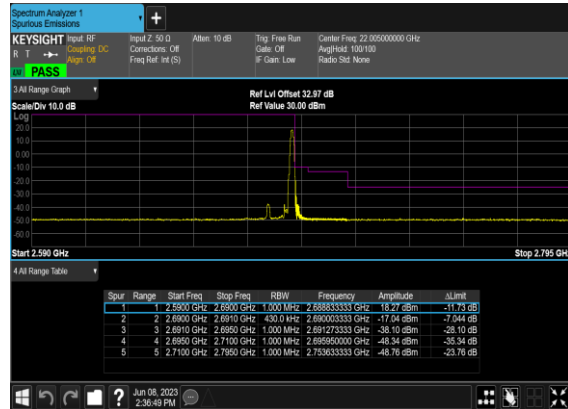 Spectrum Analyzer 1
Spurious Emissions
+
KEYSIGHT Input: RF Input Z: 50 Ω Atten: 10 dB Trig: Free Run Center Freq: 22.005000000 GHz
R T Coupling: DC Corrections: Off Gate: Off Avg|Hold: 100/100
Align: Off Freq Ref: Int (S) IF Gain: Low Radio Std: None
PASS
3 All Range Graph
Ref Lvl Offset 32.97 dB
Scale/Div 10.0 dB Ref Value 30.00 dBm
Log
20.0
10.0
0.00
-10.0
-20.0
-30.0
-40.0
-50.0
-60.0
Start 2.590 GHz Stop 2.795 GHz
4 All Range Table
Spur Range Start Freq Stop Freq RBW Frequency Amplitude ΔLimit
1 1 2.5900 GHz 2.6900 GHz 1.000 MHz 2.688833333 GHz 18.27 dBm -11.73 dB
2 2 2.6900 GHz 2.6910 GHz 430.0 kHz 2.690003333 GHz -17.04 dBm -7.044 dB
3 3 2.6910 GHz 2.6950 GHz 1.000 MHz 2.691273333 GHz -38.10 dBm -28.10 dB
4 4 2.6950 GHz 2.7100 GHz 1.000 MHz 2.695950000 GHz -48.34 dBm -35.34 dB
5 5 2.7100 GHz 2.7950 GHz 1.000 MHz 2.753633333 GHz -48.76 dBm -23.76 dB
?
Jun 08, 2023
2:36:49 PM